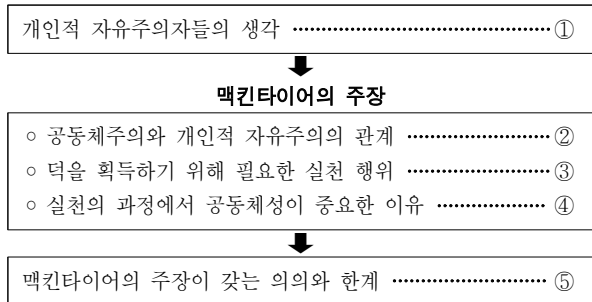 개인적 자유주의자들의 생각 ·········································· ①
맥킨타이어의 주장
○ 공동체주의와 개인적 자유주의의 관계 ······················ ②
○ 덕을 획득하기 위해 필요한 실천 행위 ······················ ③
○ 실천의 과정에서 공동체성이 중요한 이유 ················· ④
맥킨타이어의 주장이 갖는 의의와 한계 ························· ⑤